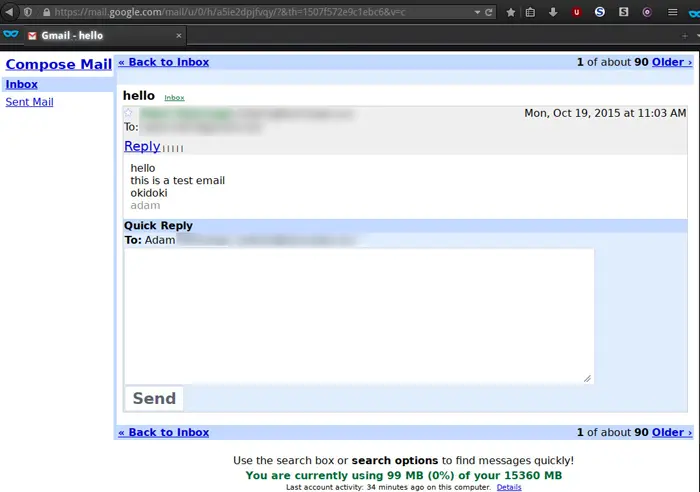 https://mail.google.com/mail/u/0/h/a5ie2dpjfvqy/?&th=1507f572e9c1ebc6&v=c
Gmail - hello
Compose Mail
Inbox
Sent Mail
« Back to Inbox
1 of about 90 Older ›
hello Inbox
Mon, Oct 19, 2015 at 11:03 AM
To:
Reply | | | | |
hello
this is a test email
okidoki
adam
Quick Reply
To: Adam
Send
« Back to Inbox
1 of about 90 Older ›
Use the search box or search options to find messages quickly!
You are currently using 99 MB (0%) of your 15360 MB
Last account activity: 34 minutes ago on this computer. Details